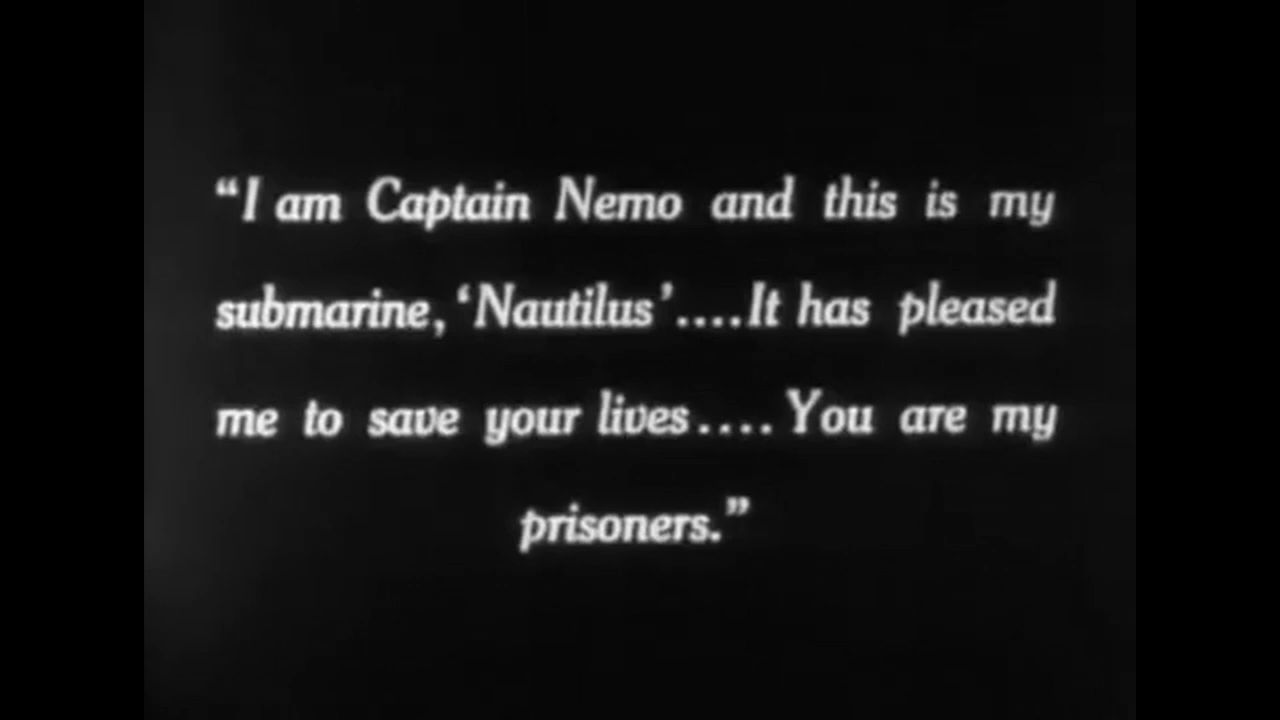 “I am Captain Nemo and this is my
submarine, ‘Nautilus’....It has pleased
me to save your lives....You are my
prisoners.”